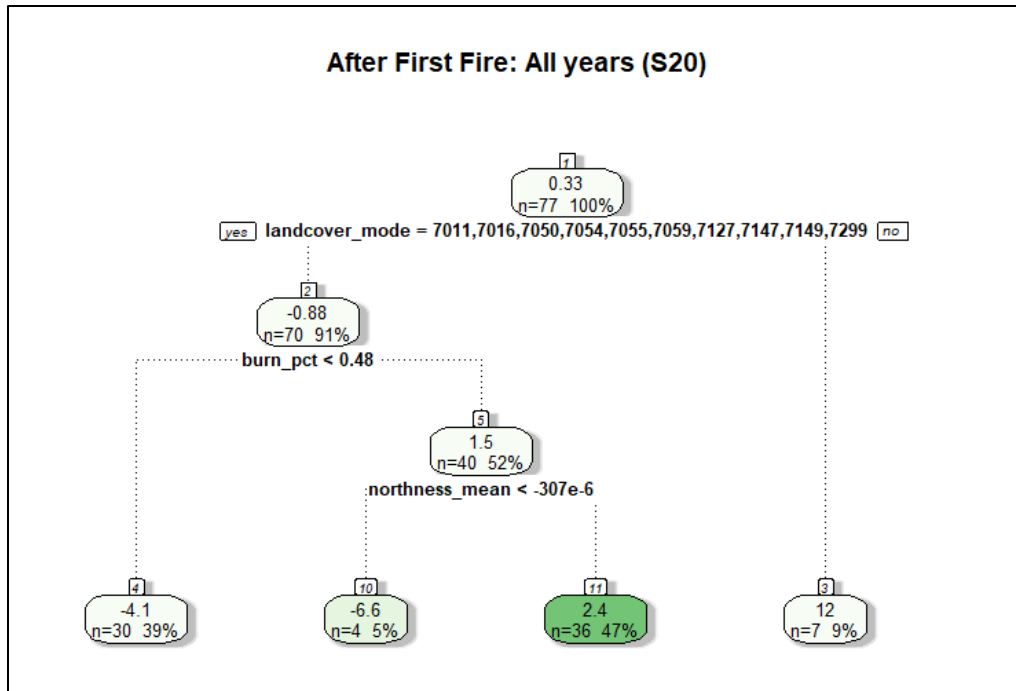 After First Fire: All years (S20)
1
0.33
n=77 100%
yes landcover_mode = 7011,7016,7050,7054,7055,7059,7127,7147,7149,7299 no
2
-0.88
n=70 91%
burn_pct < 0.48
5
1.5
n=40 52%
northness_mean < -307e-6
4
-4.1
n=30 39%
10
-6.6
n=4 5%
11
2.4
n=36 47%
3
12
n=7 9%